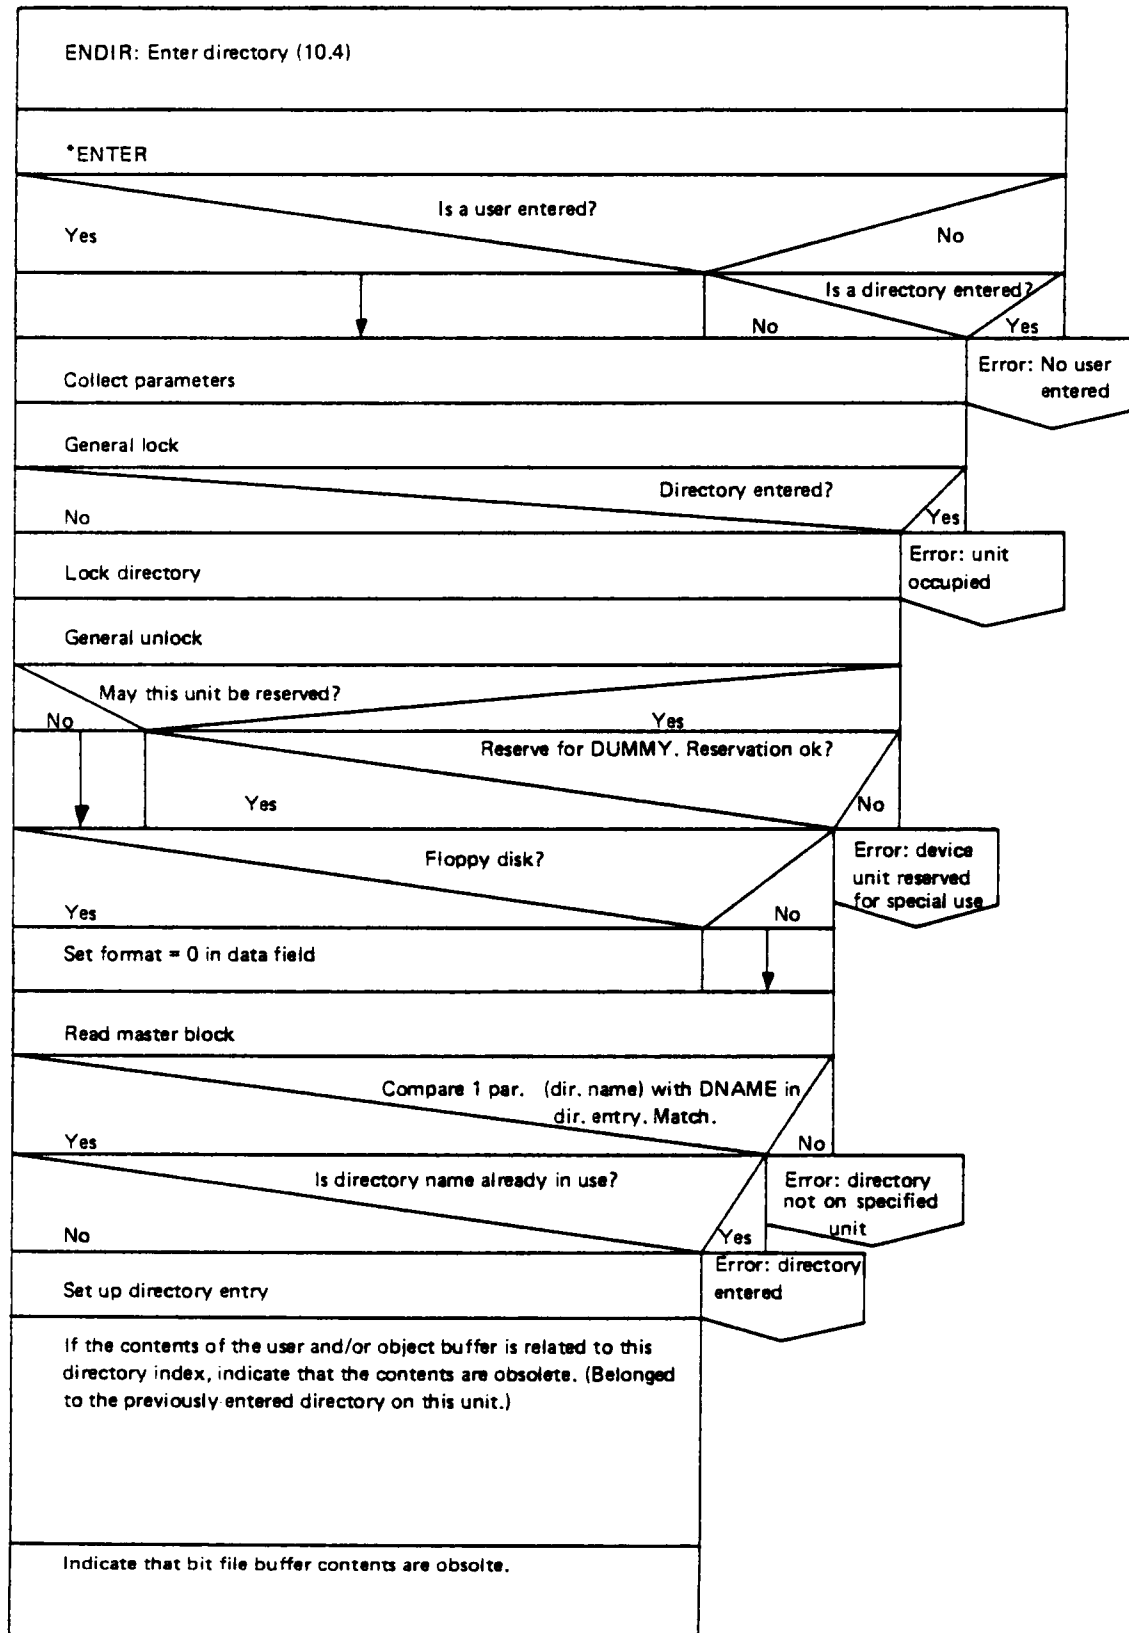 ENDIR: Enter directory (10.4)
*ENTER
Is a user entered?
Yes
No
Is a directory entered?
No
Yes
Collect parameters
Error: No user
entered
General lock
Directory entered?
No
Yes
Lock directory
Error: unit
occupied
General unlock
May this unit be reserved?
No
Yes
Reserve for DUMMY. Reservation ok?
Yes
No
Floppy disk?
Error: device
unit reserved
for special use
Yes
No
Set format = 0 in data field
Read master block
Compare 1 par. (dir. name) with DNAME in
dir. entry. Match.
Yes
No
Is directory name already in use?
Error: directory
not on specified
unit
No
Yes
Set up directory entry
Error: directory
entered
If the contents of the user and/or object buffer is related to this
directory index, indicate that the contents are obsolete. (Belonged
to the previously entered directory on this unit.)
Indicate that bit file buffer contents are obsolte.